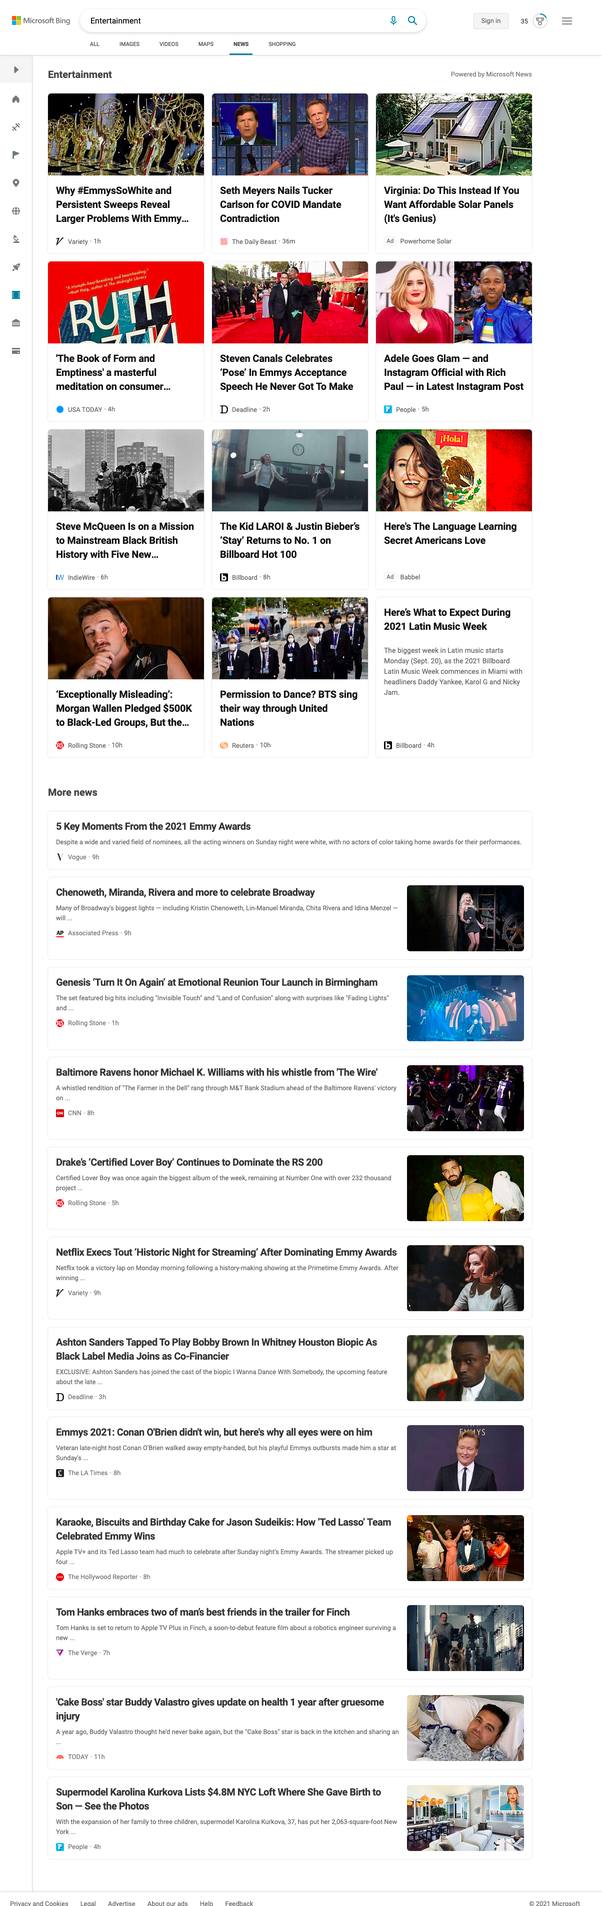 Microsoft Bing
Entertainment
Sign in
35
ALL
IMAGES
VIDEOS
MAPS
NEWS
SHOPPING
Entertainment
Powered by Microsoft News
Why #EmmysSoWhite and
Persistent Sweeps Reveal
Larger Problems With Emmy...
Variety · 1h
Seth Meyers Nails Tucker
Carlson for COVID Mandate
Contradiction
The Daily Beast · 36m
Virginia: Do This Instead If You
Want Affordable Solar Panels
(It's Genius)
Ad Powerhome Solar
RUTH
'The Book of Form and
Emptiness' a masterful
meditation on consumer...
USA TODAY · 4h
Steven Canals Celebrates
'Pose' In Emmys Acceptance
Speech He Never Got To Make
Deadline · 2h
Adele Goes Glam — and
Instagram Official with Rich
Paul — in Latest Instagram Post
People · 5h
Steve McQueen Is on a Mission
to Mainstream Black British
History with Five New...
IndieWire · 6h
The Kid LAROI & Justin Bieber's
'Stay' Returns to No. 1 on
Billboard Hot 100
Billboard · 8h
¡Hola!
Here's The Language Learning
Secret Americans Love
Ad Babbel
'Exceptionally Misleading':
Morgan Wallen Pledged $500K
to Black-Led Groups, But the...
Rolling Stone · 10h
Permission to Dance? BTS sing
their way through United
Nations
Reuters · 10h
Here's What to Expect During
2021 Latin Music Week
The biggest week in Latin music starts
Monday (Sept. 20), as the 2021 Billboard
Latin Music Week commences in Miami with
headliners Daddy Yankee, Karol G and Nicky
Jam.
Billboard · 4h
More news
5 Key Moments From the 2021 Emmy Awards
Despite a wide and varied field of nominees, all the acting winners on Sunday night were white, with no actors of color taking home awards for their performances.
Vogue · 9h
Chenoweth, Miranda, Rivera and more to celebrate Broadway
Many of Broadway's biggest lights — including Kristin Chenoweth, Lin-Manuel Miranda, Chita Rivera and Idina Menzel —
will ...
Associated Press · 9h
Genesis 'Turn It On Again' at Emotional Reunion Tour Launch in Birmingham
The set featured big hits including "Invisible Touch" and "Land of Confusion" along with surprises like "Fading Lights"
and ...
Rolling Stone · 1h
Baltimore Ravens honor Michael K. Williams with his whistle from 'The Wire'
A whistled rendition of "The Farmer in the Dell" rang through M&T Bank Stadium ahead of the Baltimore Ravens' victory
on ...
CNN · 8h
Drake's 'Certified Lover Boy' Continues to Dominate the RS 200
Certified Lover Boy was once again the biggest album of the week, remaining at Number One with over 232 thousand
project ...
Rolling Stone · 5h
Netflix Execs Tout 'Historic Night for Streaming' After Dominating Emmy Awards
Netflix took a victory lap on Monday morning following a history-making showing at the Primetime Emmy Awards. After
winning ...
Variety · 9h
Ashton Sanders Tapped To Play Bobby Brown In Whitney Houston Biopic As
Black Label Media Joins as Co-Financier
EXCLUSIVE: Ashton Sanders has joined the cast of the biopic I Wanna Dance With Somebody, the upcoming feature
about the late ...
Deadline · 3h
Emmys 2021: Conan O'Brien didn't win, but here's why all eyes were on him
Veteran late-night host Conan O'Brien walked away empty-handed, but his playful Emmys outbursts made him a star at
Sunday's ...
The LA Times · 8h
EMMYS
Karaoke, Biscuits and Birthday Cake for Jason Sudeikis: How 'Ted Lasso' Team
Celebrated Emmy Wins
Apple TV+ and its Ted Lasso team had much to celebrate after Sunday night's Emmy Awards. The streamer picked up
four ...
The Hollywood Reporter · 8h
Tom Hanks embraces two of man's best friends in the trailer for Finch
Tom Hanks is set to return to Apple TV Plus in Finch, a soon-to-debut feature film about a robotics engineer surviving a
new ...
The Verge · 7h
'Cake Boss' star Buddy Valastro gives update on health 1 year after gruesome
injury
A year ago, Buddy Valastro thought he'd never bake again, but the "Cake Boss" star is back in the kitchen and sharing an
...
TODAY · 11h
Supermodel Karolina Kurkova Lists $4.8M NYC Loft Where She Gave Birth to
Son — See the Photos
With the expansion of her family to three children, supermodel Karolina Kurkova, 37, has put her 2,063-square-foot New
York ...
People · 4h
Privacy and Cookies
Legal
Advertise
About our ads
Help
Feedback
© 2021 Microsoft